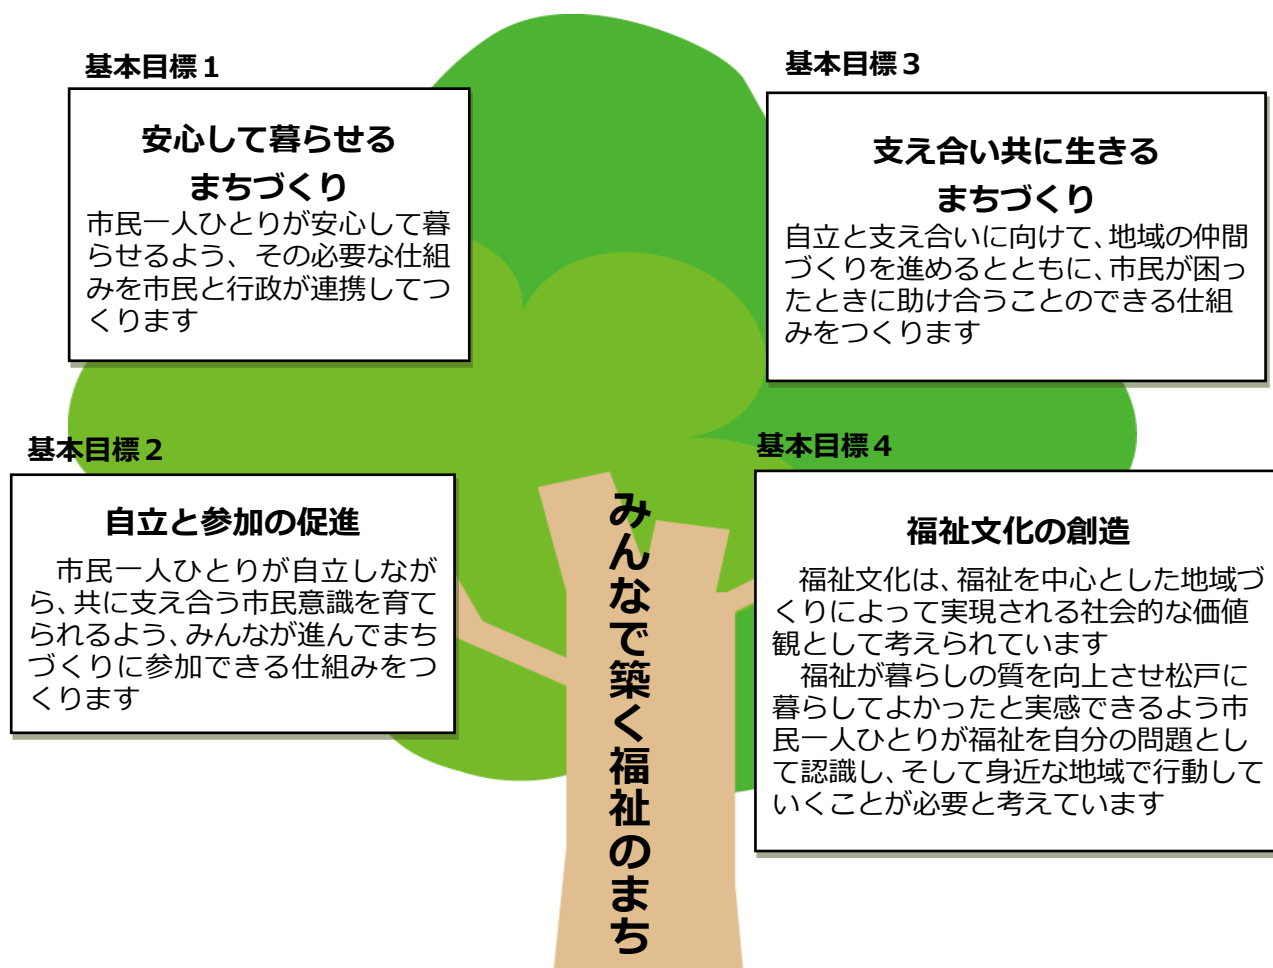 基本目標１
安心して暮らせる
まちづくり
市民一人ひとりが安心して暮
らせるよう、その必要な仕組
みを市民と行政が連携してつ
くります
基本目標２
自立と参加の促進
市民一人ひとりが自立しなが
ら、共に支え合う市民意識を育て
られるよう、みんなが進んでまち
づくりに参加できる仕組みをつ
くります
みんなで築く福祉のまち
基本目標３
支え合い共に生きる
まちづくり
自立と支え合いに向けて、地域の仲間
づくりを進めるとともに、市民が困っ
たときに助け合うことのできる仕組
みをつくります
基本目標４
福祉文化の創造
福祉文化は、福祉を中心とした地域づ
くりによって実現される社会的な価値
観として考えられています
福祉が暮らしの質を向上させ松戸に
暮らしてよかったと実感できるよう市
民一人ひとりが福祉を自分の問題とし
て認識し、そして身近な地域で行動して
いくことが必要と考えています